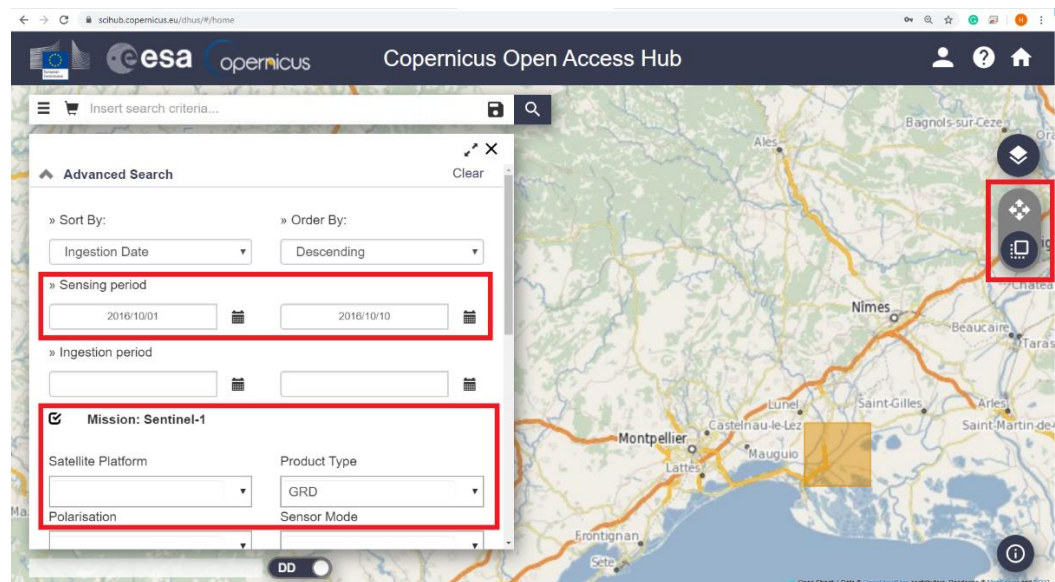 scihub.copernicus.eu/dhus/#/home
esa opernicus Copernicus Open Access Hub
Insert search criteria...
Advanced Search Clear
» Sort By: » Order By:
Ingestion Date Descending
» Sensing period
2016/10/01 2016/10/10
» Ingestion period
Mission: Sentinel-1
Satellite Platform Product Type
GRD
Polarisation Sensor Mode
DD
Bagnols-sur-Ceze
Ales
Nîmes
Beaucaire
Taras
Lunel
Saint-Gilles
Arles
Castelnau-le-Lez
Saint-Martin-de-
Montpellier
Mauguio
Lattes
Frontignan
Sète